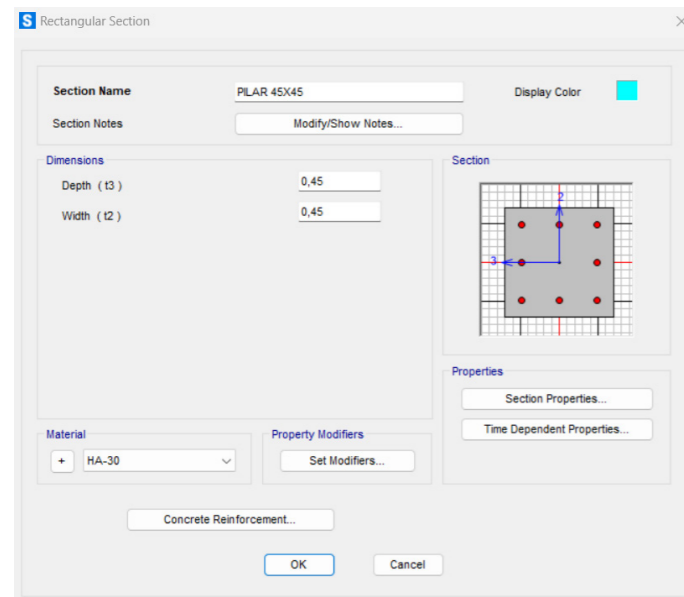 S Rectangular Section
Section Name PILAR 45X45 Display Color
Section Notes Modify/Show Notes...
Dimensions Section
Depth ( t3 ) 0,45
Width ( t2 ) 0,45
2
3
Properties
Section Properties...
Material Property Modifiers Time Dependent Properties...
+ HA-30 Set Modifiers...
Concrete Reinforcement...
OK Cancel